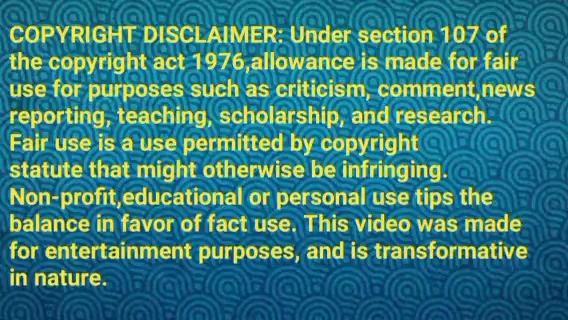 COPYRIGHT DISCLAIMER: Under section 107 of
the copyright act 1976,allowance is made for fair
use for purposes such as criticism, comment,news
reporting, teaching, scholarship, and research.
Fair use is a use permitted by copyright
statute that might otherwise be infringing.
Non-profit,educational or personal use tips the
balance in favor of fact use. This video was made
for entertainment purposes, and is transformative
in nature.